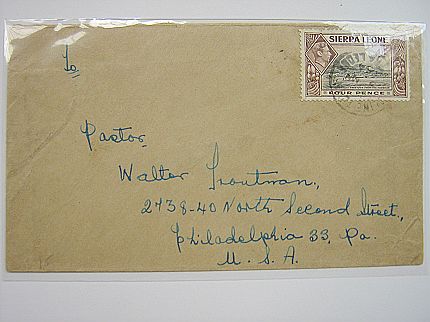 SIERRA LEONE
FOUR PENCE
To
Pastor,
Walter Troutman,
2438-40 North Second Street,
Philadelphia 33, Pa.
U. S. A.